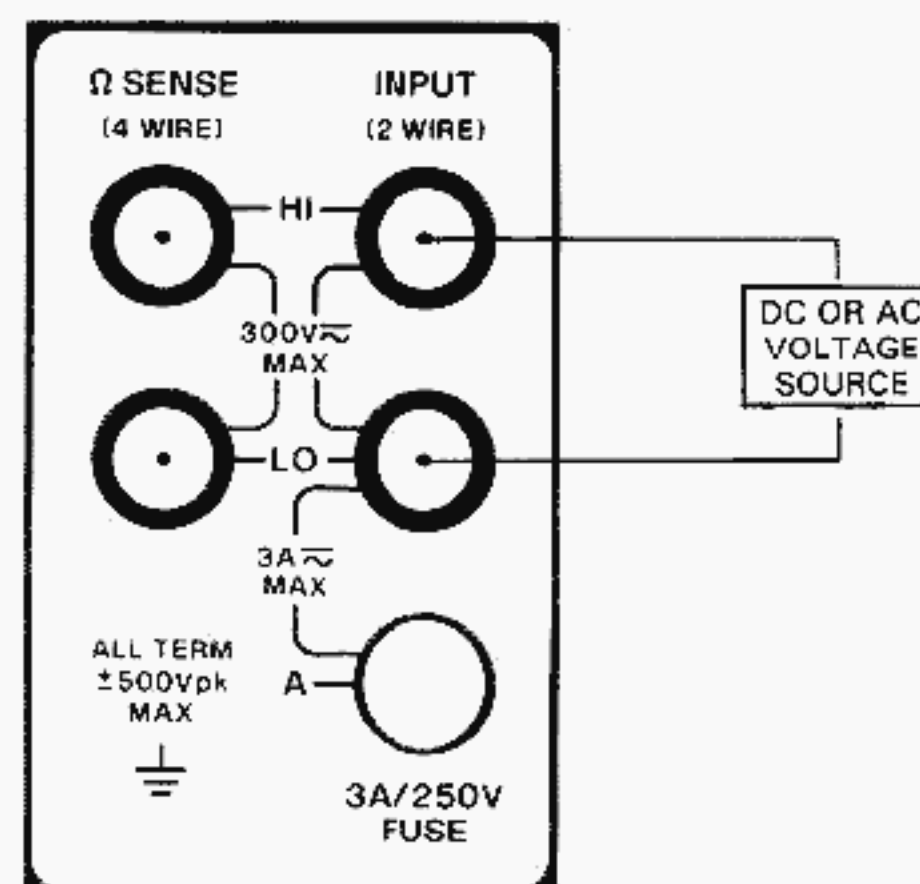 Ω SENSE
(4 WIRE)
INPUT
(2 WIRE)
HI
300V⎓~
MAX
LO
3A⎓~
MAX
ALL TERM
±500Vpk
MAX
A
3A/250V
FUSE
DC OR AC
VOLTAGE
SOURCE